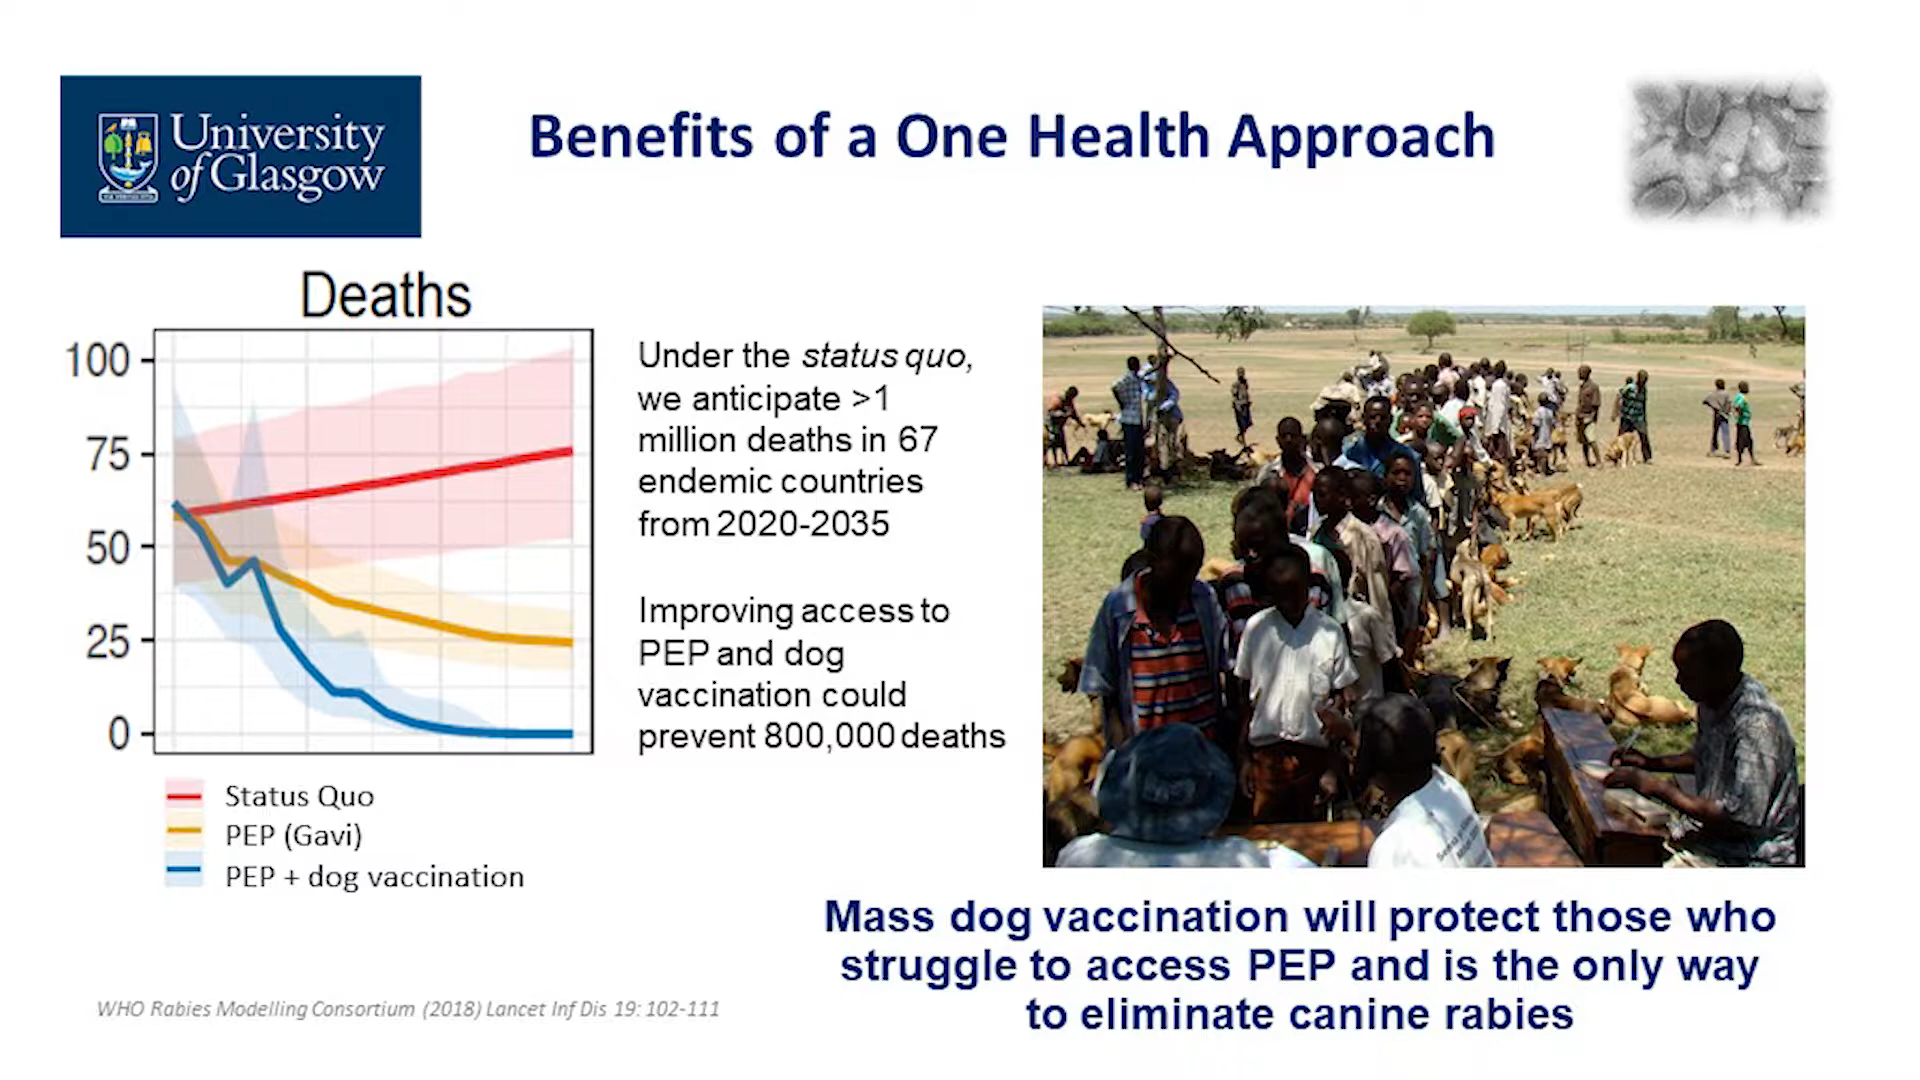 University
of Glasgow
Benefits of a One Health Approach
Deaths
100
75
50
25
0
Status Quo
PEP (Gavi)
PEP + dog vaccination
Under the status quo,
we anticipate >1
million deaths in 67
endemic countries
from 2020-2035
Improving access to
PEP and dog
vaccination could
prevent 800,000 deaths
Mass dog vaccination will protect those who
struggle to access PEP and is the only way
to eliminate canine rabies
WHO Rabies Modelling Consortium (2018) Lancet Inf Dis 19: 102-111